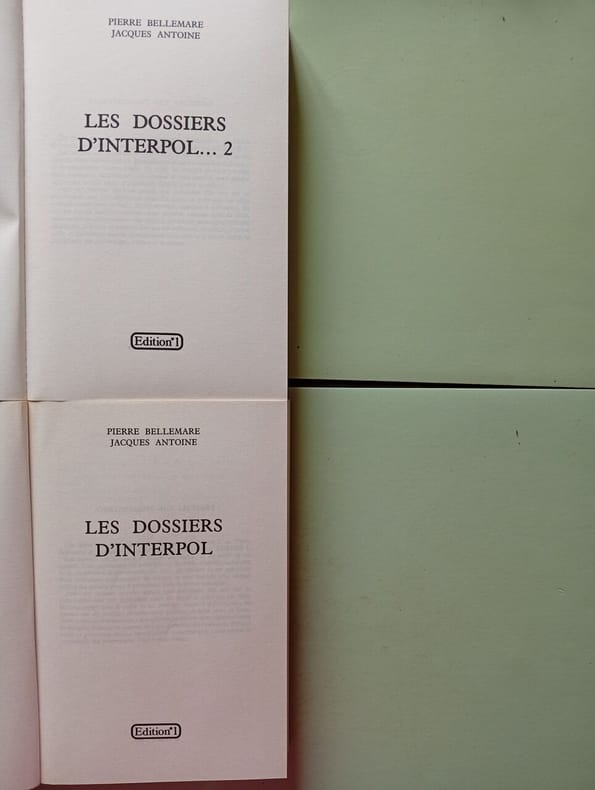 PIERRE BELLEMARE
JACQUES ANTOINE
LES DOSSIERS
D'INTERPOL... 2
Edition°1
PIERRE BELLEMARE
JACQUES ANTOINE
LES DOSSIERS
D'INTERPOL
Edition°1